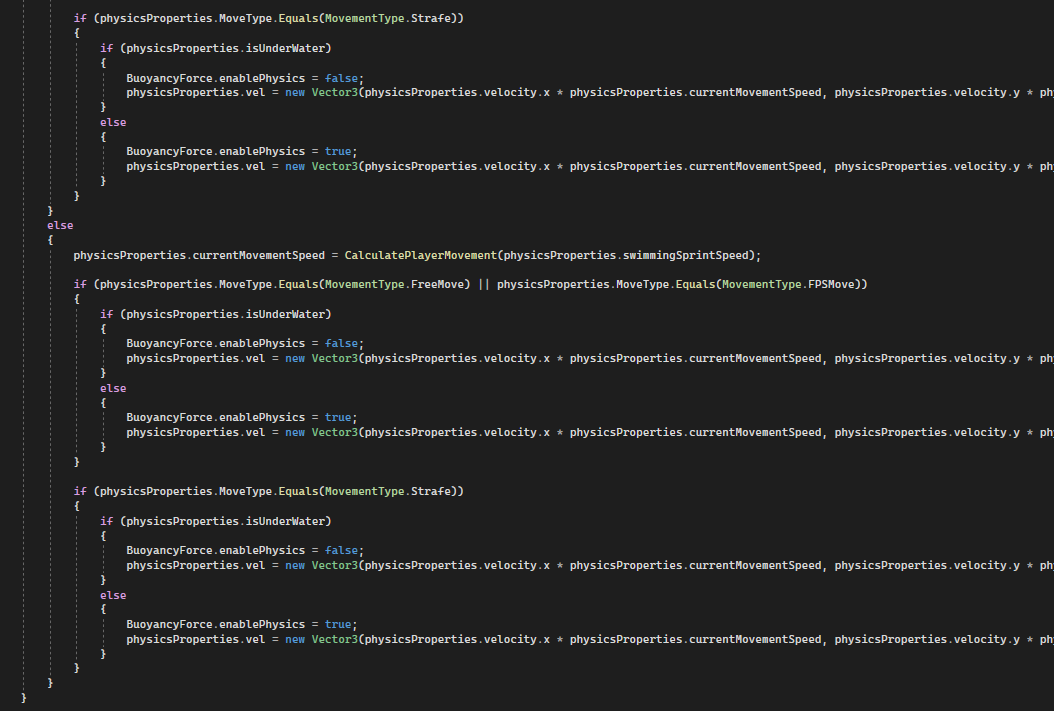 if (physicsProperties.MoveType.Equals(MovementType.Strafe))
{
if (physicsProperties.isUnderWater)
{
BuoyancyForce.enablePhysics = false;
physicsProperties.vel = new Vector3(physicsProperties.velocity.x * physicsProperties.currentMovementSpeed, physicsProperties.velocity.y * ph
}
else
{
BuoyancyForce.enablePhysics = true;
physicsProperties.vel = new Vector3(physicsProperties.velocity.x * physicsProperties.currentMovementSpeed, physicsProperties.velocity.y * ph
}
}
}
else
{
physicsProperties.currentMovementSpeed = CalculatePlayerMovement(physicsProperties.swimmingSprintSpeed);
if (physicsProperties.MoveType.Equals(MovementType.FreeMove) || physicsProperties.MoveType.Equals(MovementType.FPSMove))
{
if (physicsProperties.isUnderWater)
{
BuoyancyForce.enablePhysics = false;
physicsProperties.vel = new Vector3(physicsProperties.velocity.x * physicsProperties.currentMovementSpeed, physicsProperties.velocity.y * ph
}
else
{
BuoyancyForce.enablePhysics = true;
physicsProperties.vel = new Vector3(physicsProperties.velocity.x * physicsProperties.currentMovementSpeed, physicsProperties.velocity.y * ph
}
}
if (physicsProperties.MoveType.Equals(MovementType.Strafe))
{
if (physicsProperties.isUnderWater)
{
BuoyancyForce.enablePhysics = false;
physicsProperties.vel = new Vector3(physicsProperties.velocity.x * physicsProperties.currentMovementSpeed, physicsProperties.velocity.y * ph
}
else
{
BuoyancyForce.enablePhysics = true;
physicsProperties.vel = new Vector3(physicsProperties.velocity.x * physicsProperties.currentMovementSpeed, physicsProperties.velocity.y * ph
}
}
}
}